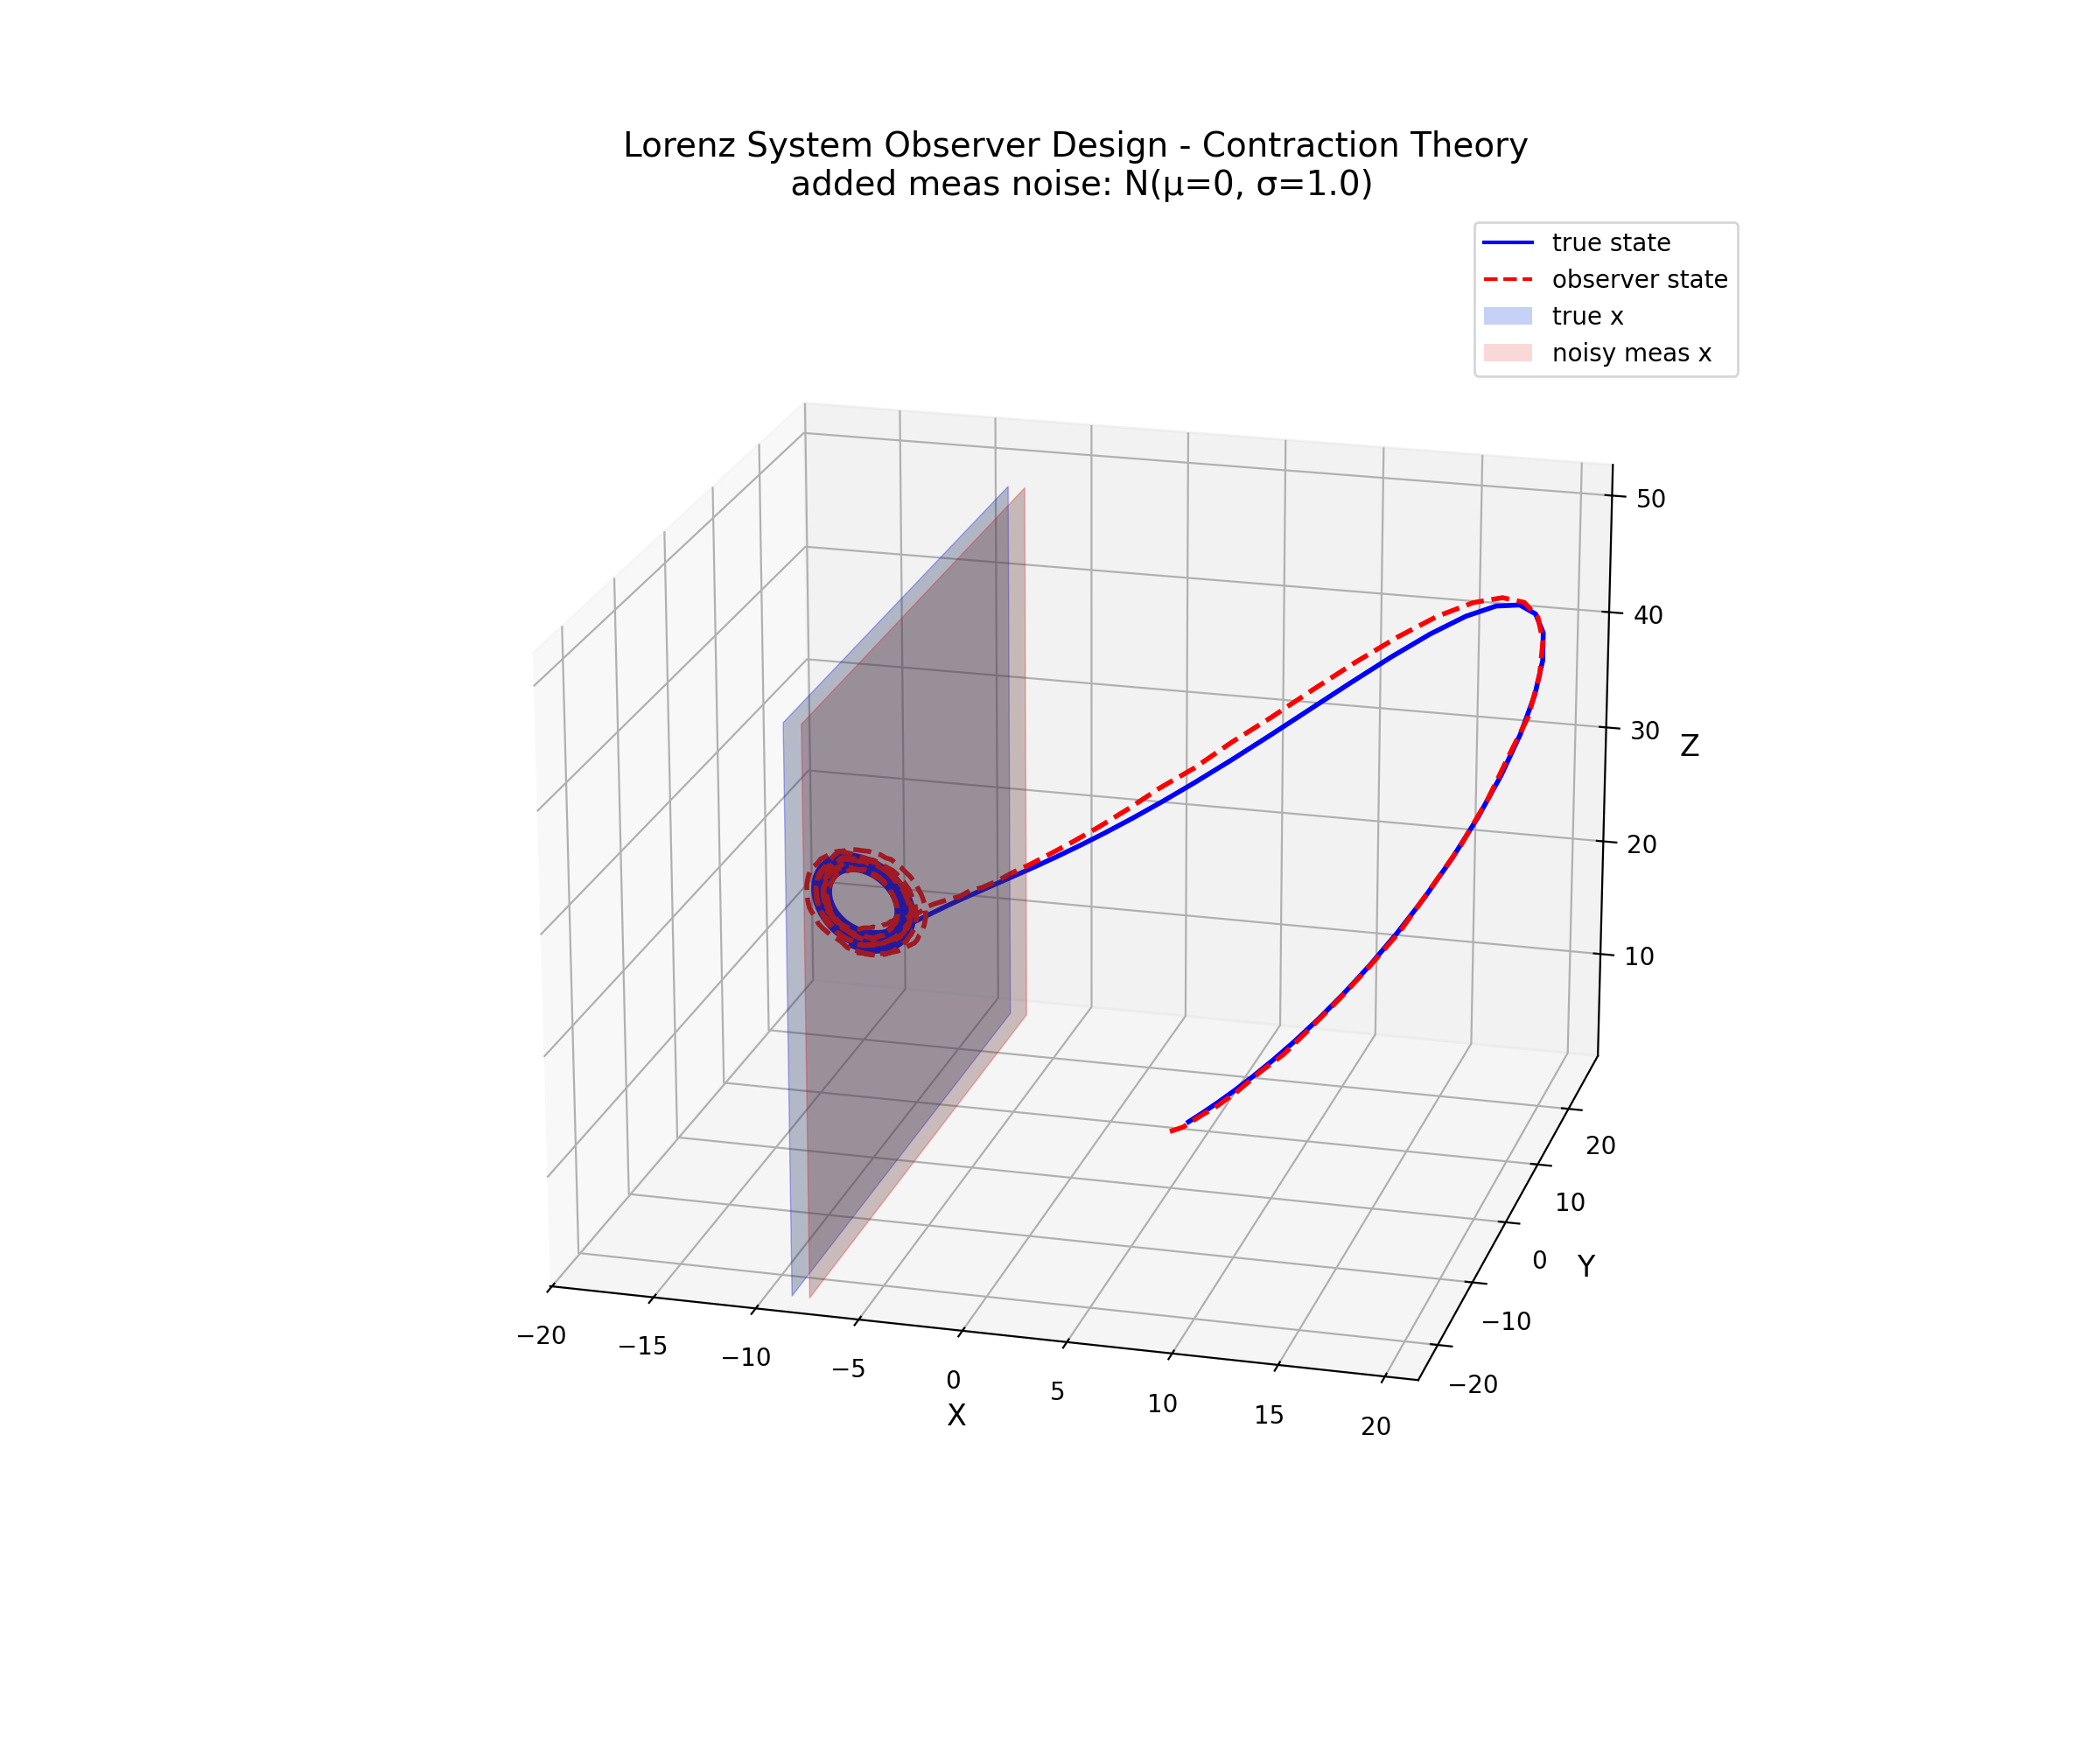 Lorenz System Observer Design - Contraction Theory
added meas noise: N(μ=0, σ=1.0)
true state
observer state
true x
noisy meas x
50
40
30
Z
20
10
20
10
0
Y
−10
−20
−20
−15
−10
−5
0
5
10
15
20
X